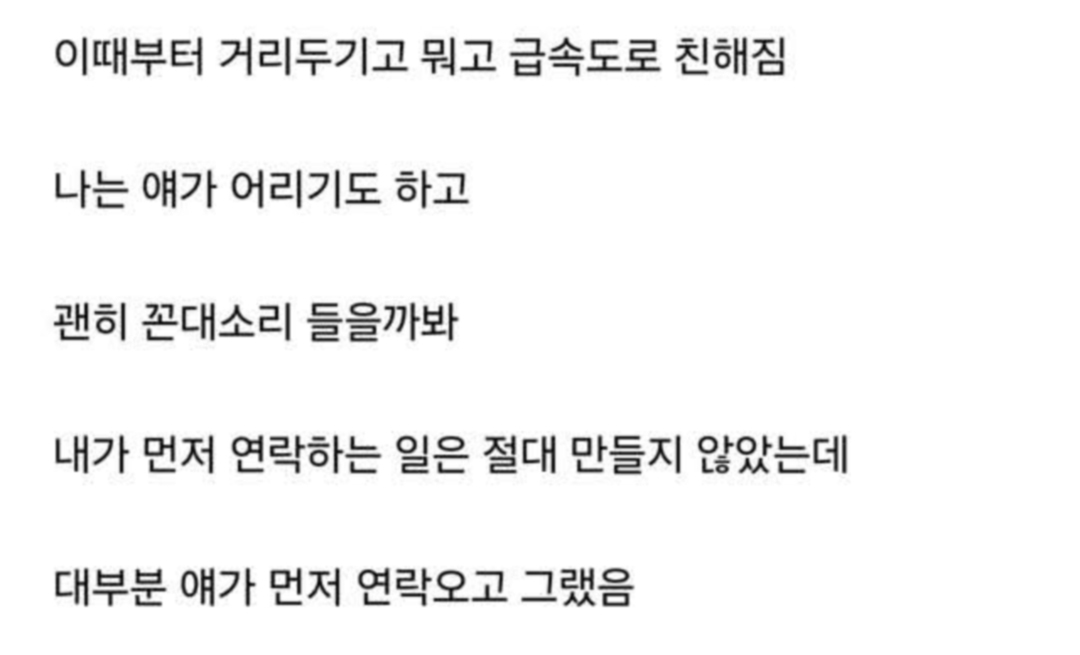 이때부터 거리두기고 뭐고 급속도로 친해짐
나는 얘가 어리기도 하고
괜히 꼰대소리 들을까봐
내가 먼저 연락하는 일은 절대 만들지 않았는데
대부분 얘가 먼저 연락오고 그랬음